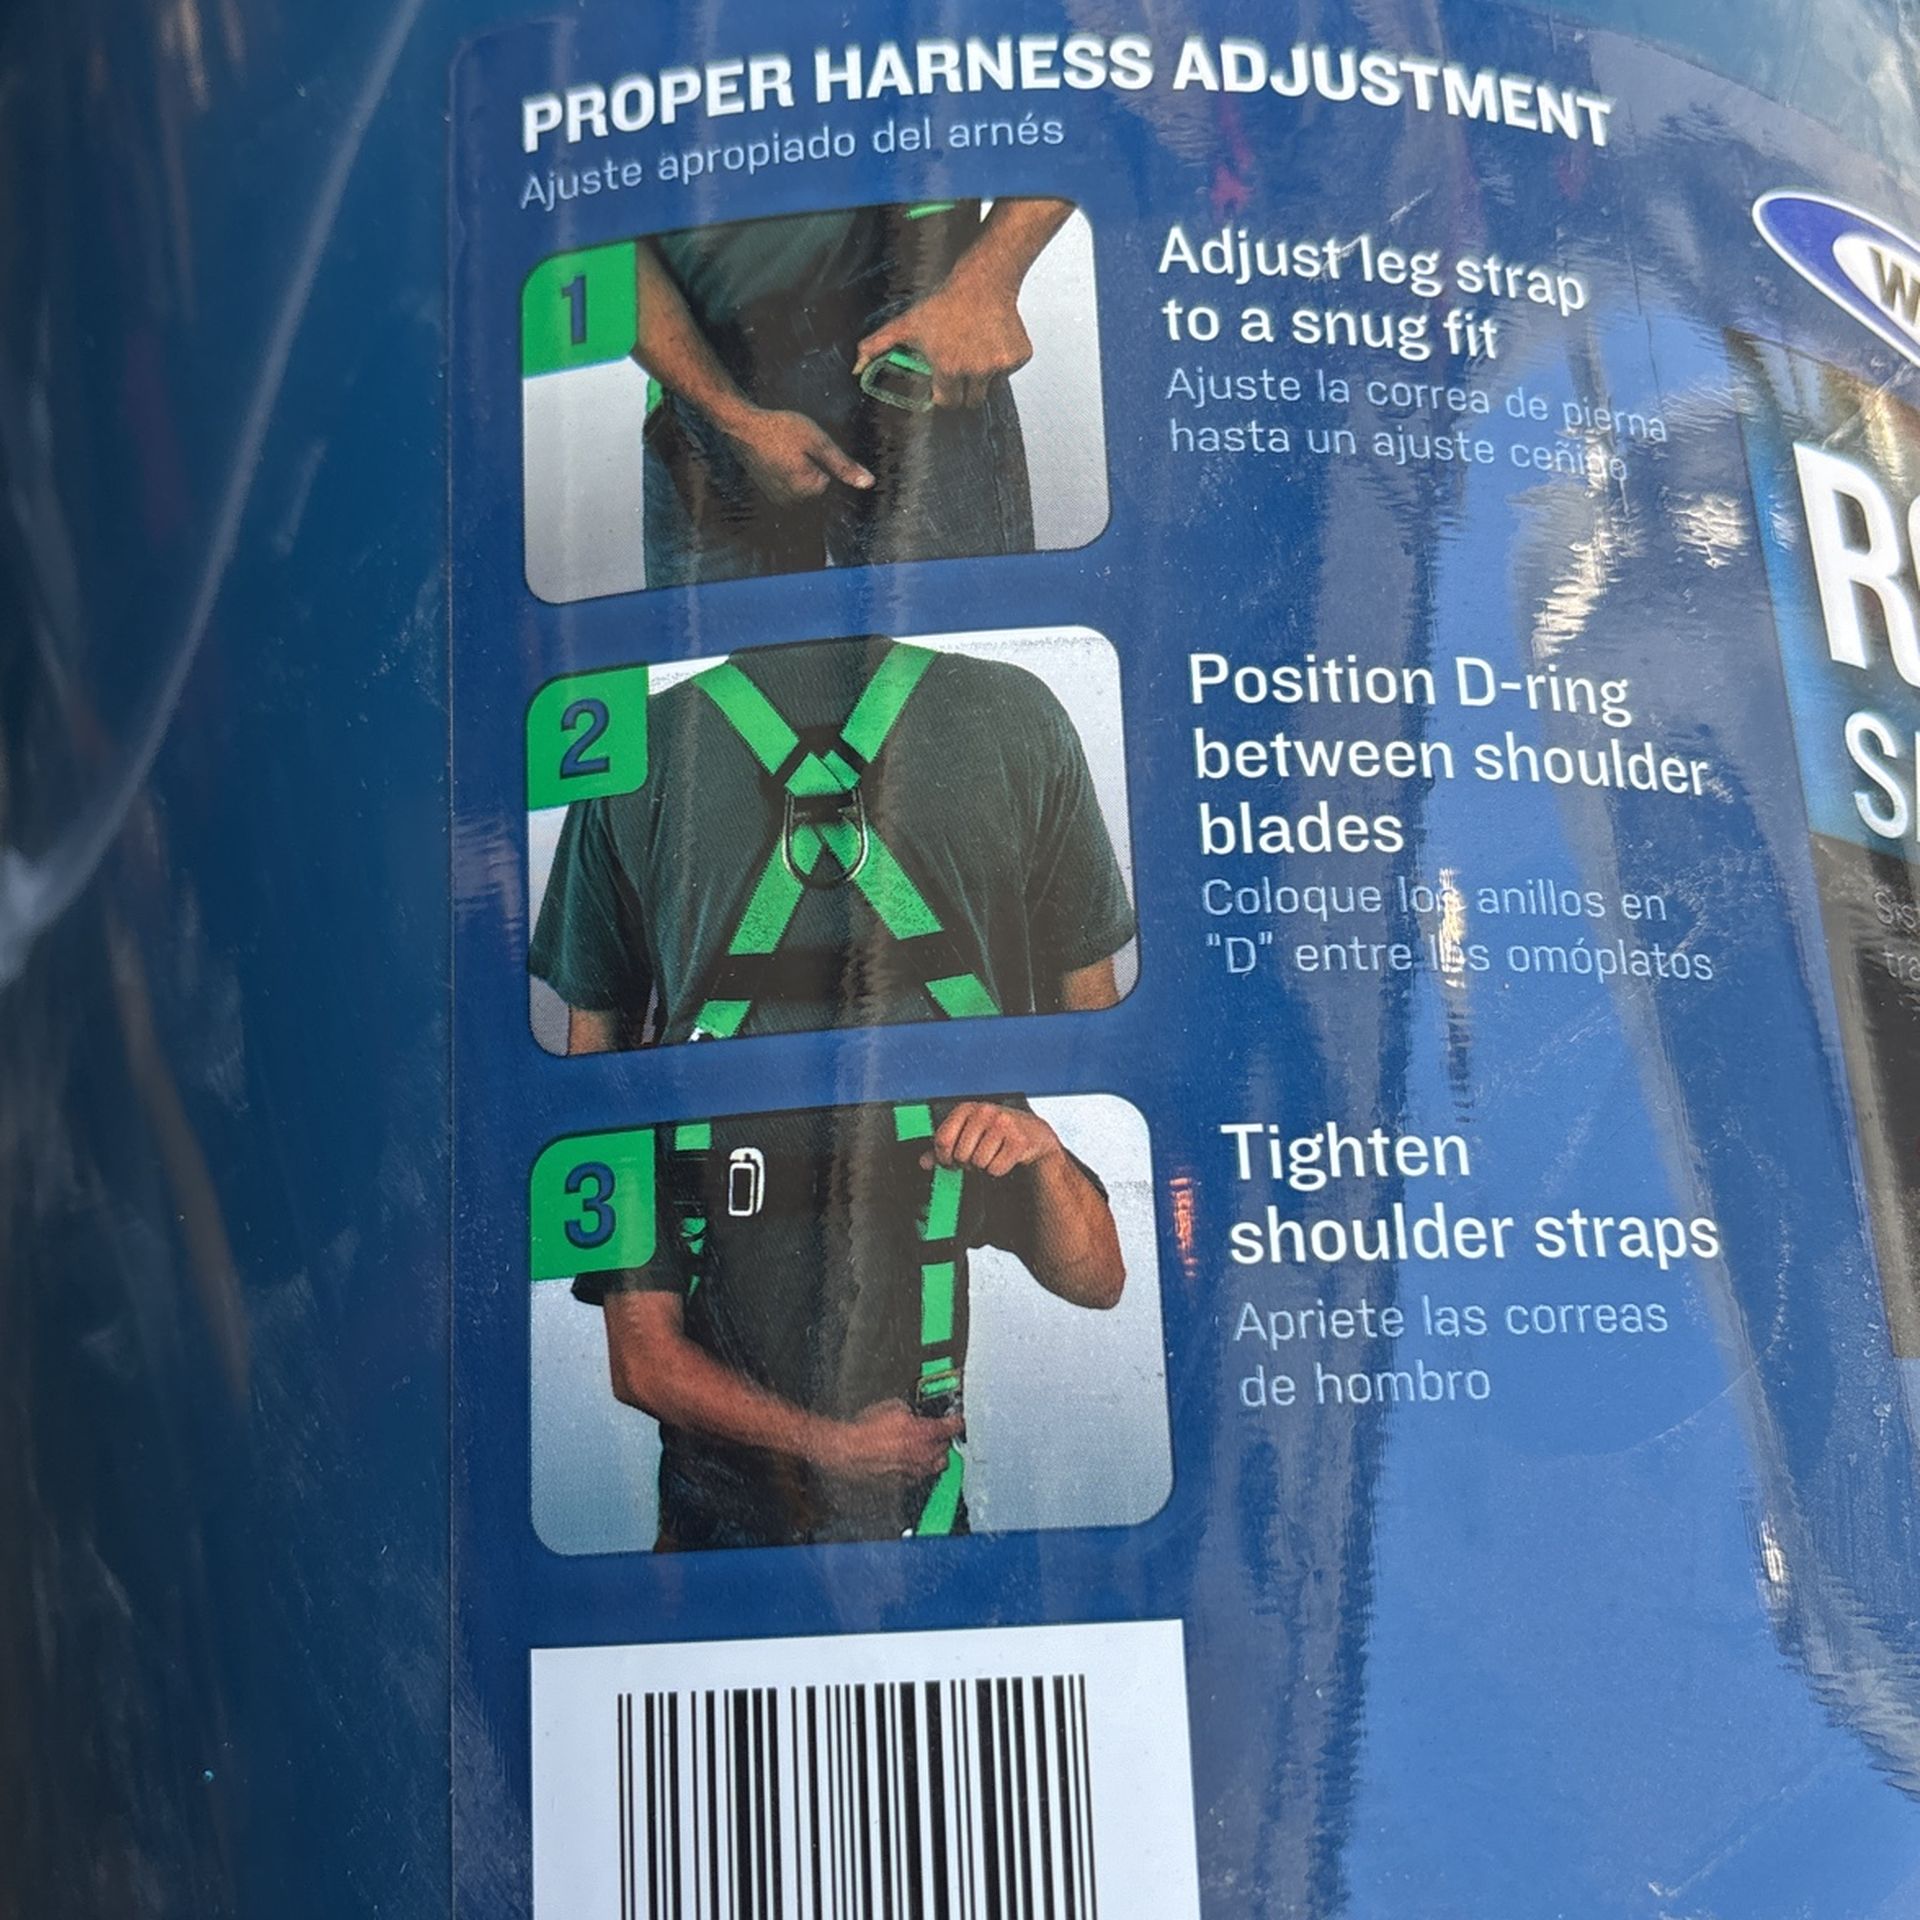 PROPER HARNESS ADJUSTMENT
Ajuste apropiado del arnés
1
Adjust leg strap
to a snug fit
Ajuste la correa de pierna
hasta un ajuste ceñido
2
Position D-ring
between shoulder
blades
Coloque los anillos en
"D" entre los omóplatos
3
Tighten
shoulder straps
Apriete las correas
de hombro